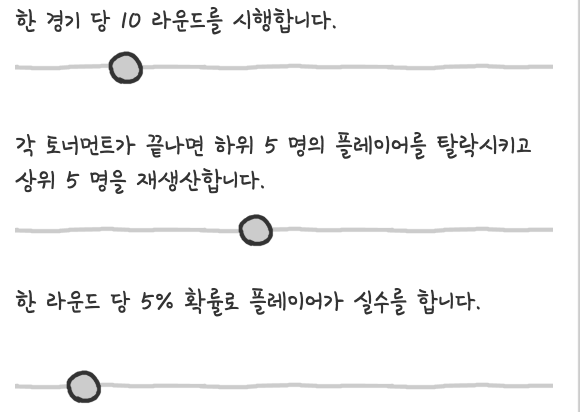 한 경기 당 10 라운드를 시행합니다.
각 토너먼트가 끝나면 하위 5 명의 플레이어를 탈락시키고
상위 5 명을 재생산합니다.
한 라운드 당 5% 확률로 플레이어가 실수를 합니다.